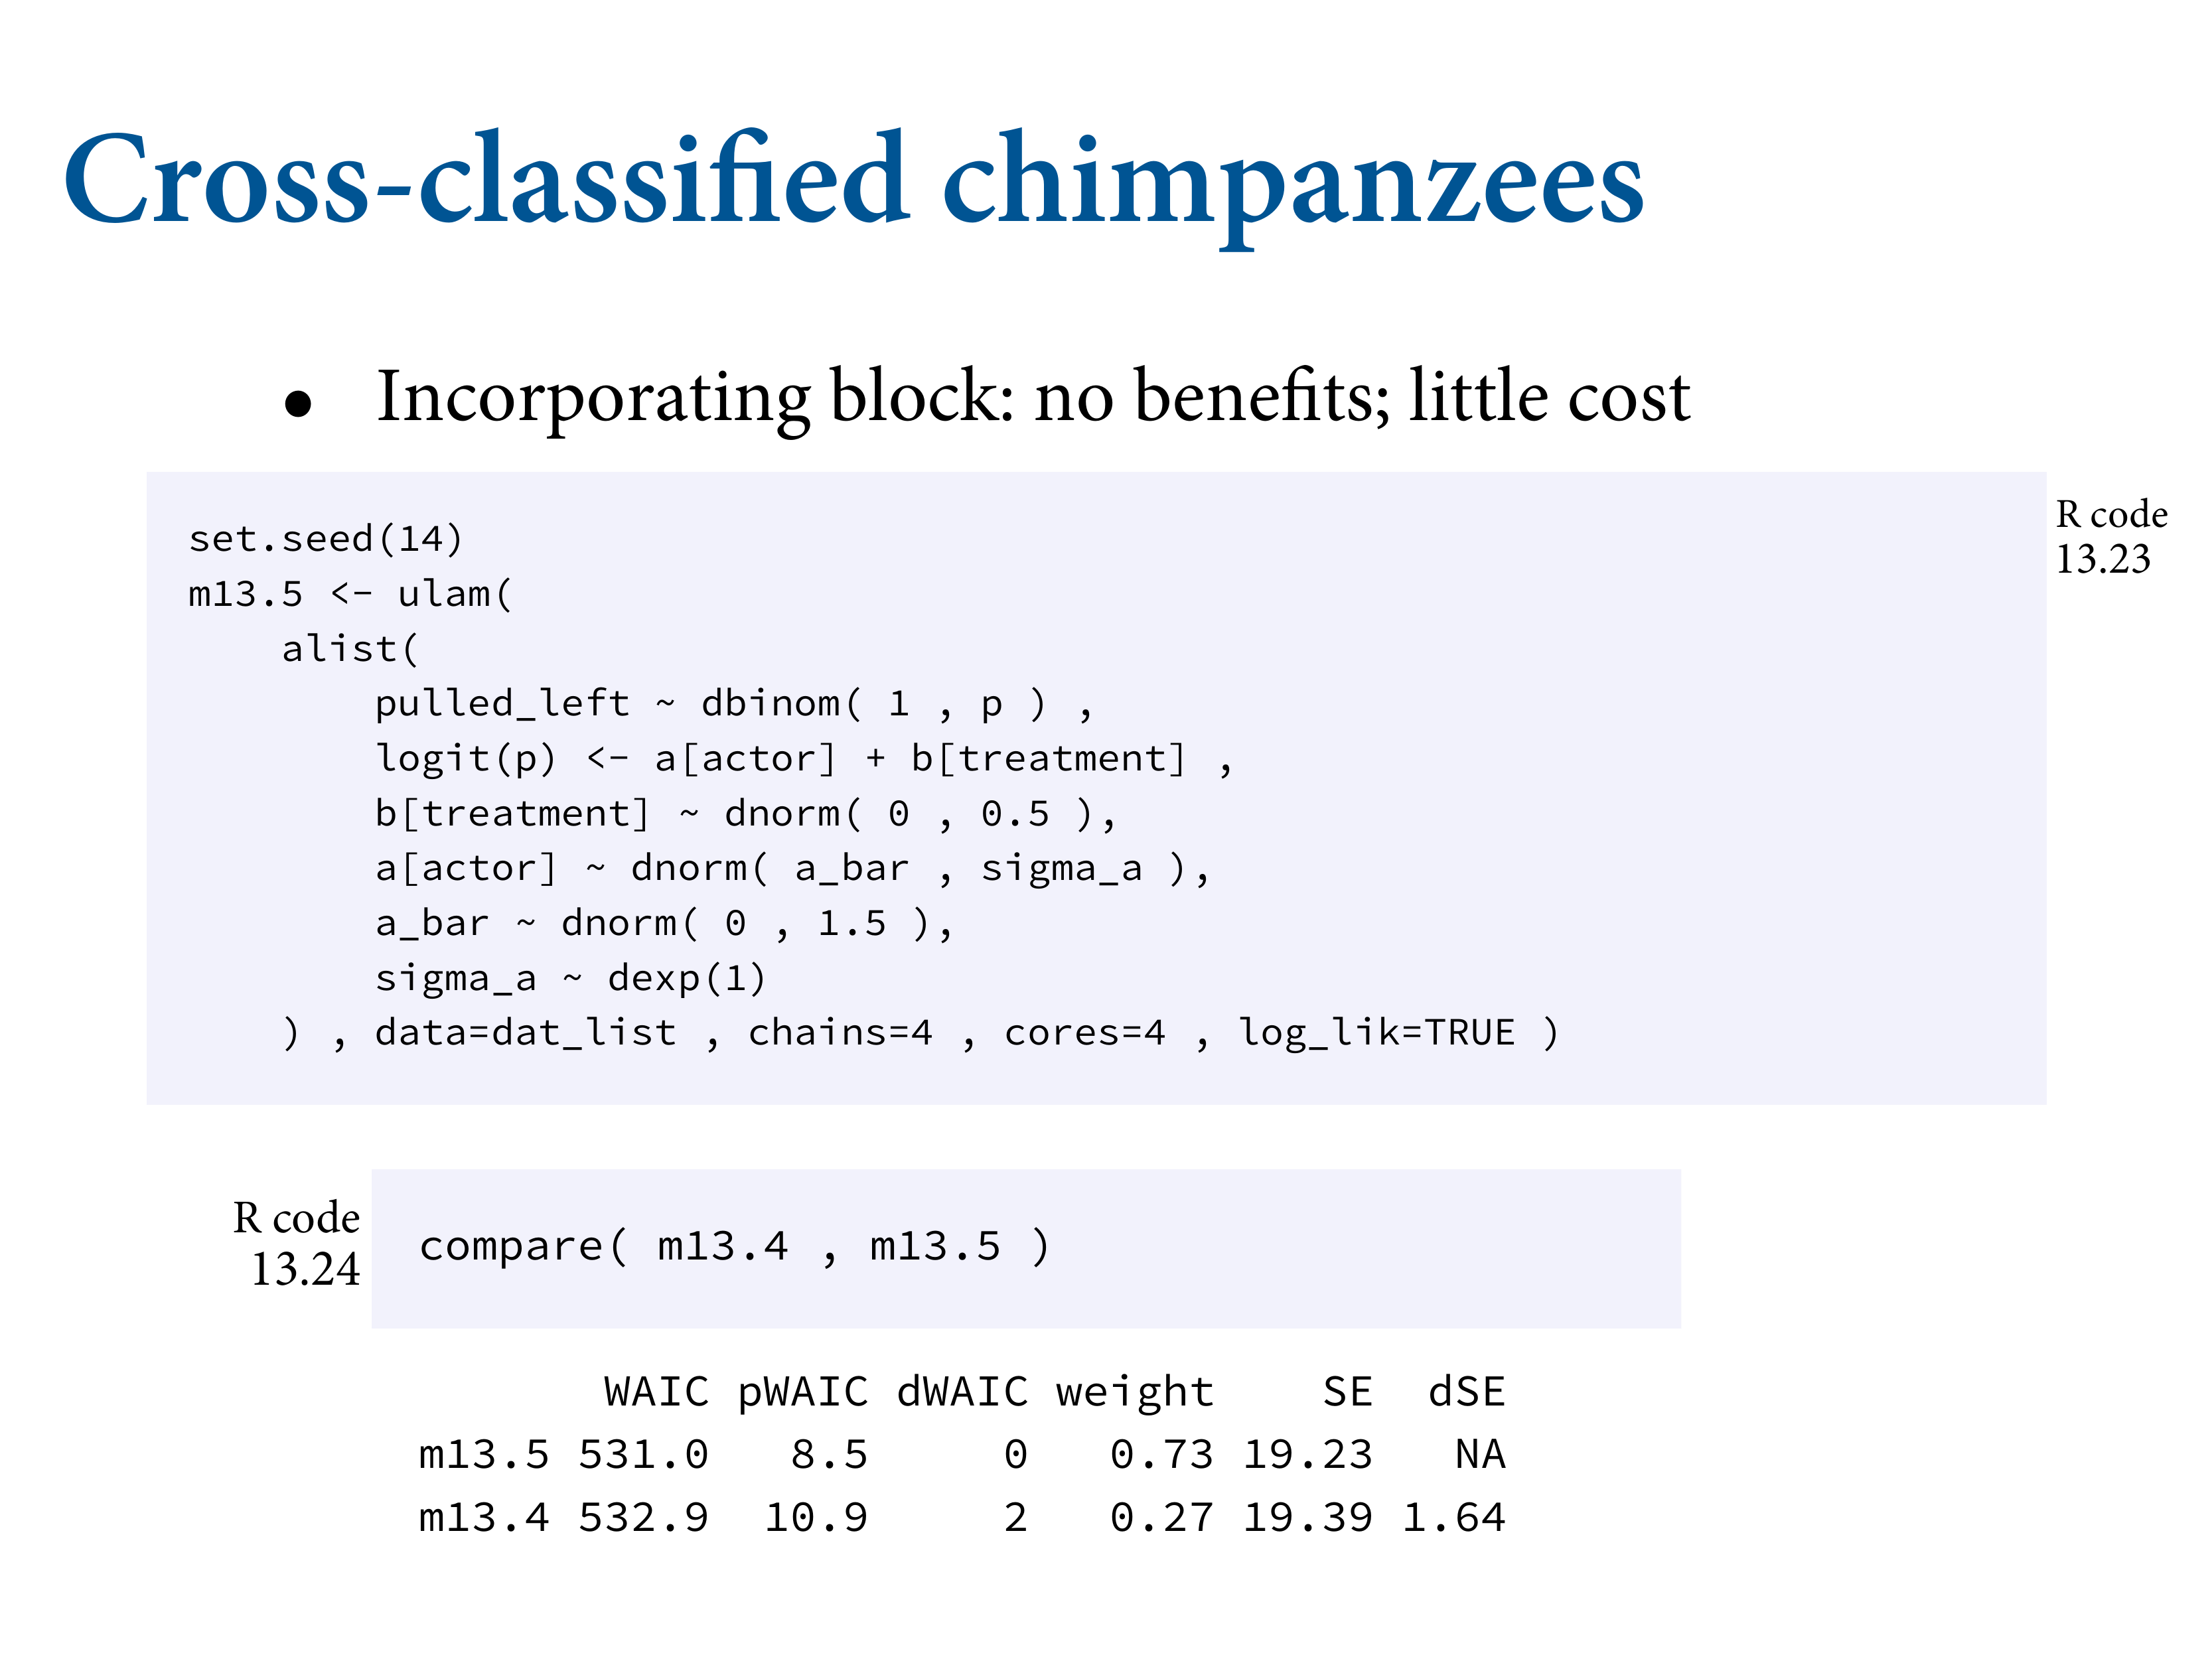 Cross-classified chimpanzees
• Incorporating block: no benefits; little cost
R code
13.23
set.seed(14)
m13.5 <- ulam(
    alist(
        pulled_left ~ dbinom( 1 , p ) ,
        logit(p) <- a[actor] + b[treatment] ,
        b[treatment] ~ dnorm( 0 , 0.5 ),
        a[actor] ~ dnorm( a_bar , sigma_a ),
        a_bar ~ dnorm( 0 , 1.5 ),
        sigma_a ~ dexp(1)
    ) , data=dat_list , chains=4 , cores=4 , log_lik=TRUE )
R code
13.24
compare( m13.4 , m13.5 )
       WAIC pWAIC dWAIC weight    SE  dSE
m13.5 531.0   8.5     0   0.73 19.23   NA
m13.4 532.9  10.9     2   0.27 19.39 1.64